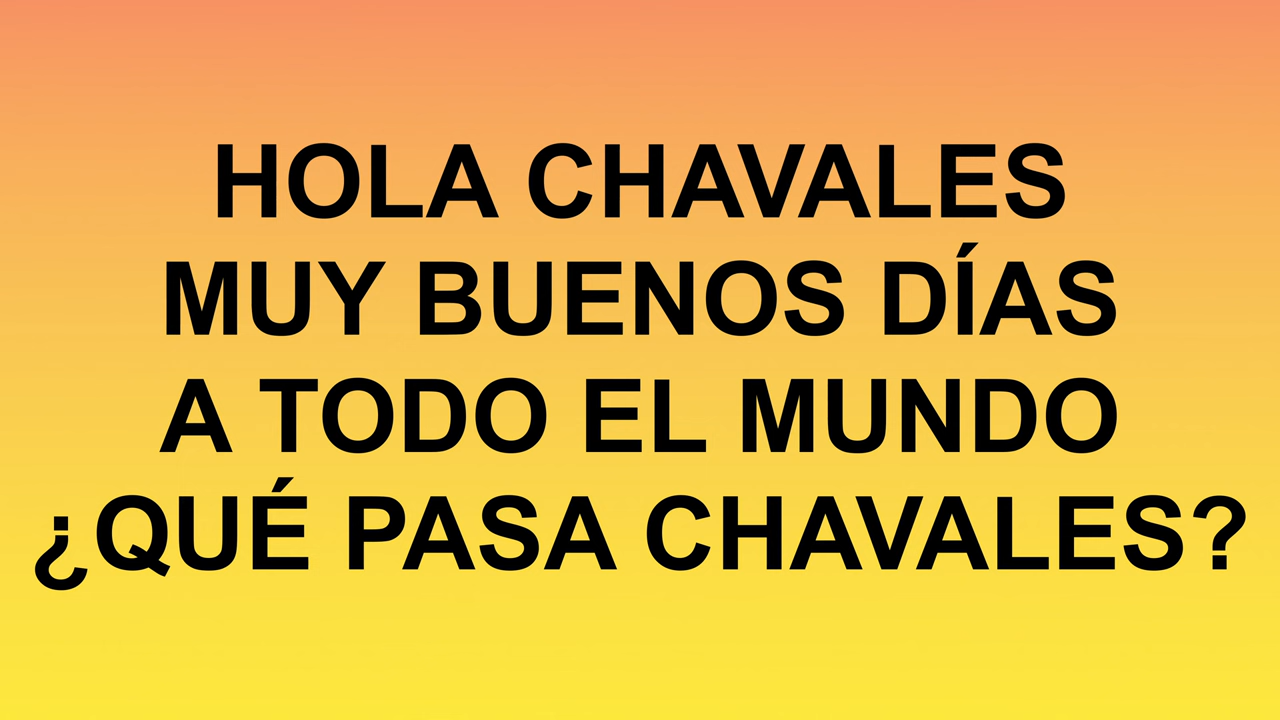 HOLA CHAVALES
MUY BUENOS DÍAS
A TODO EL MUNDO
¿QUÉ PASA CHAVALES?